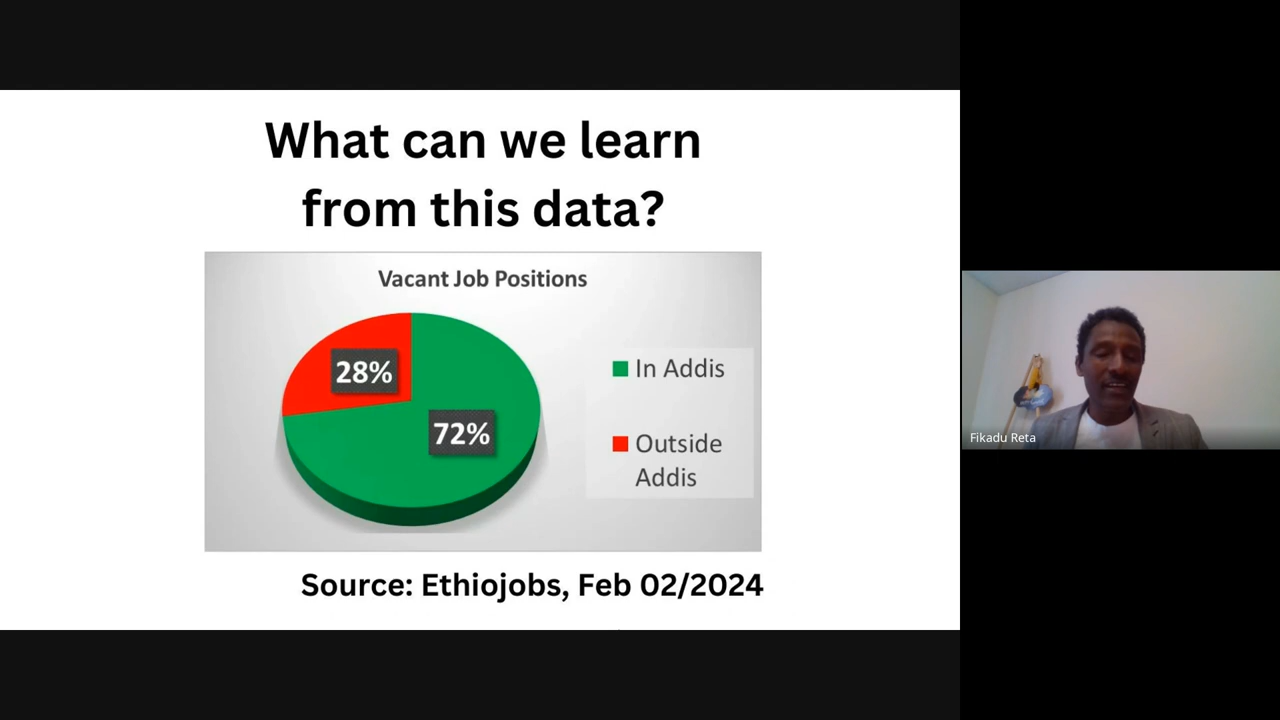 What can we learn
from this data?
Vacant Job Positions
28%
72%
In Addis
Outside
Addis
Source: Ethiojobs, Feb 02/2024
Fikadu Reta